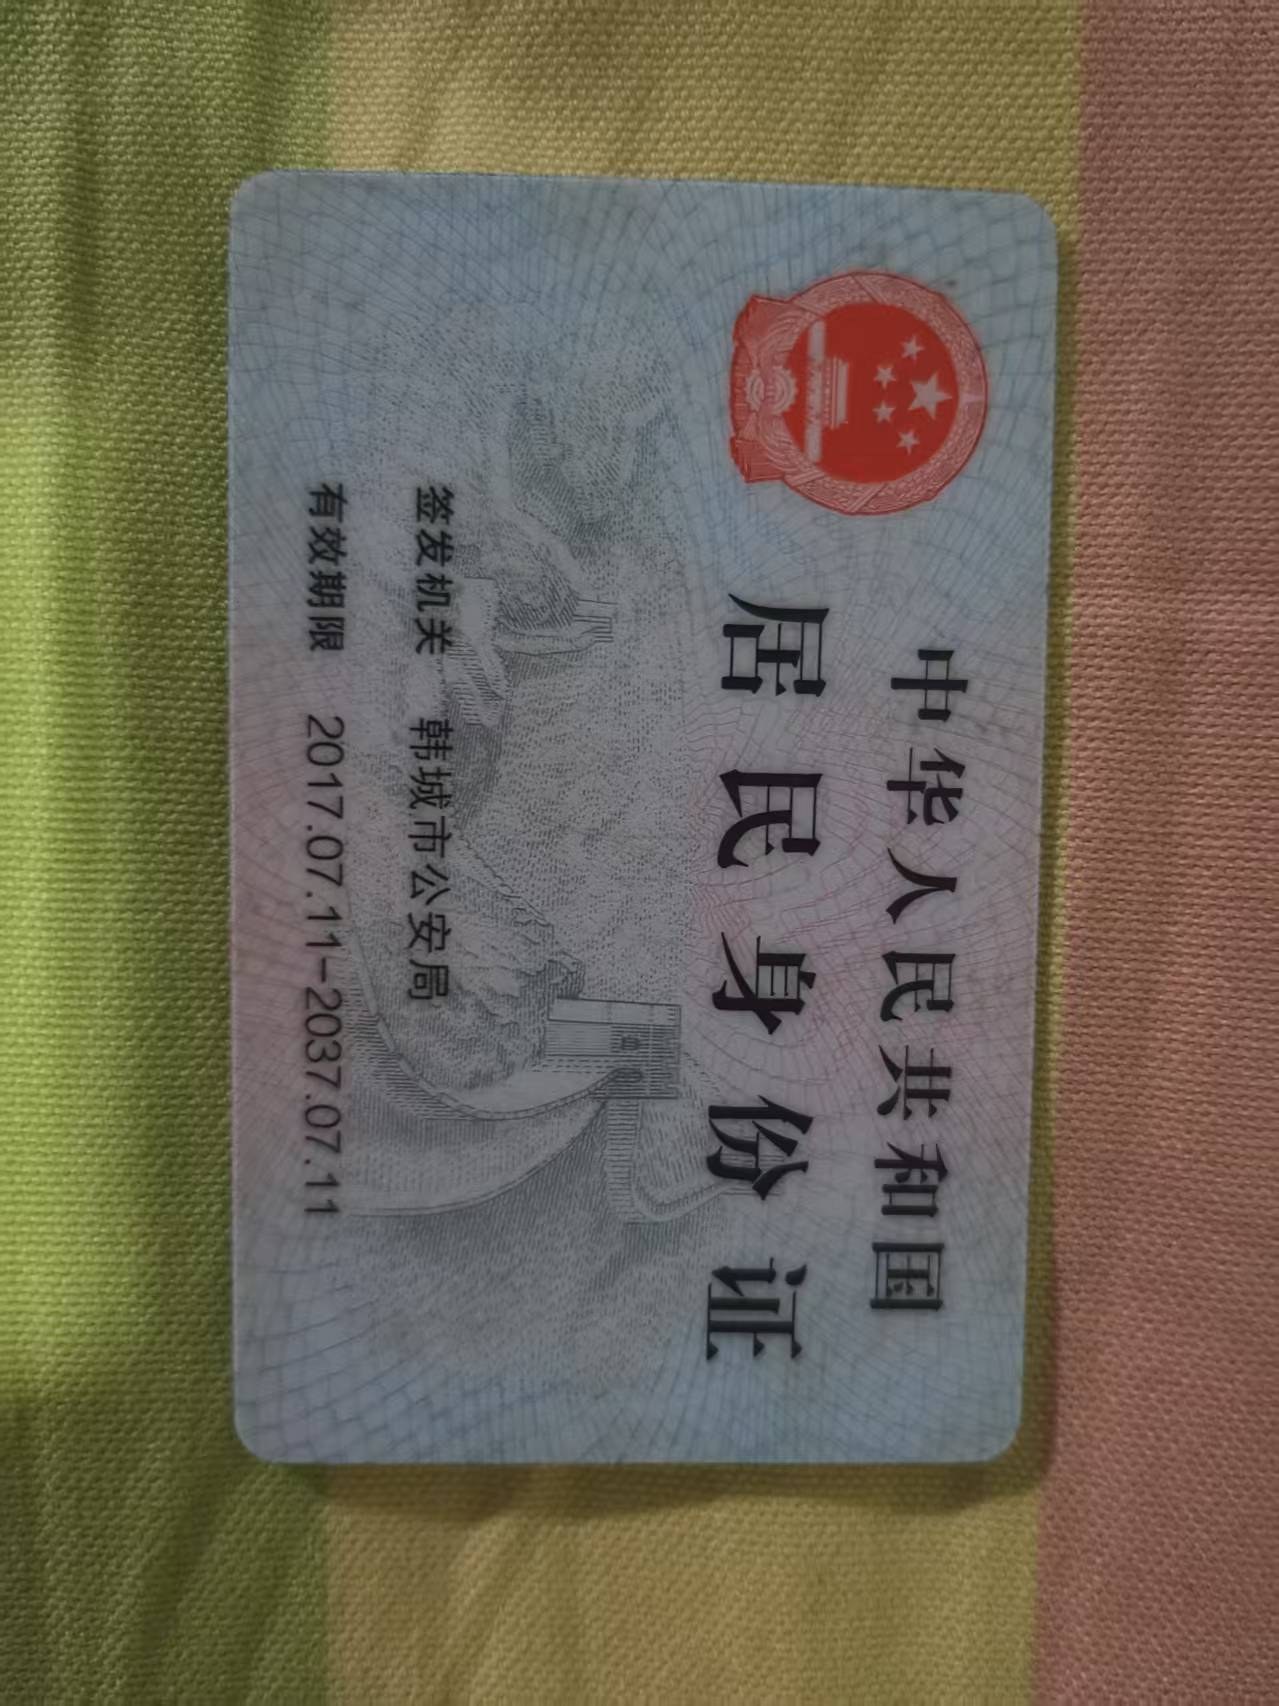 中华人民共和国
居民身份证
签发机关 韩城市公安局
有效期限 2017.07.11-2037.07.11